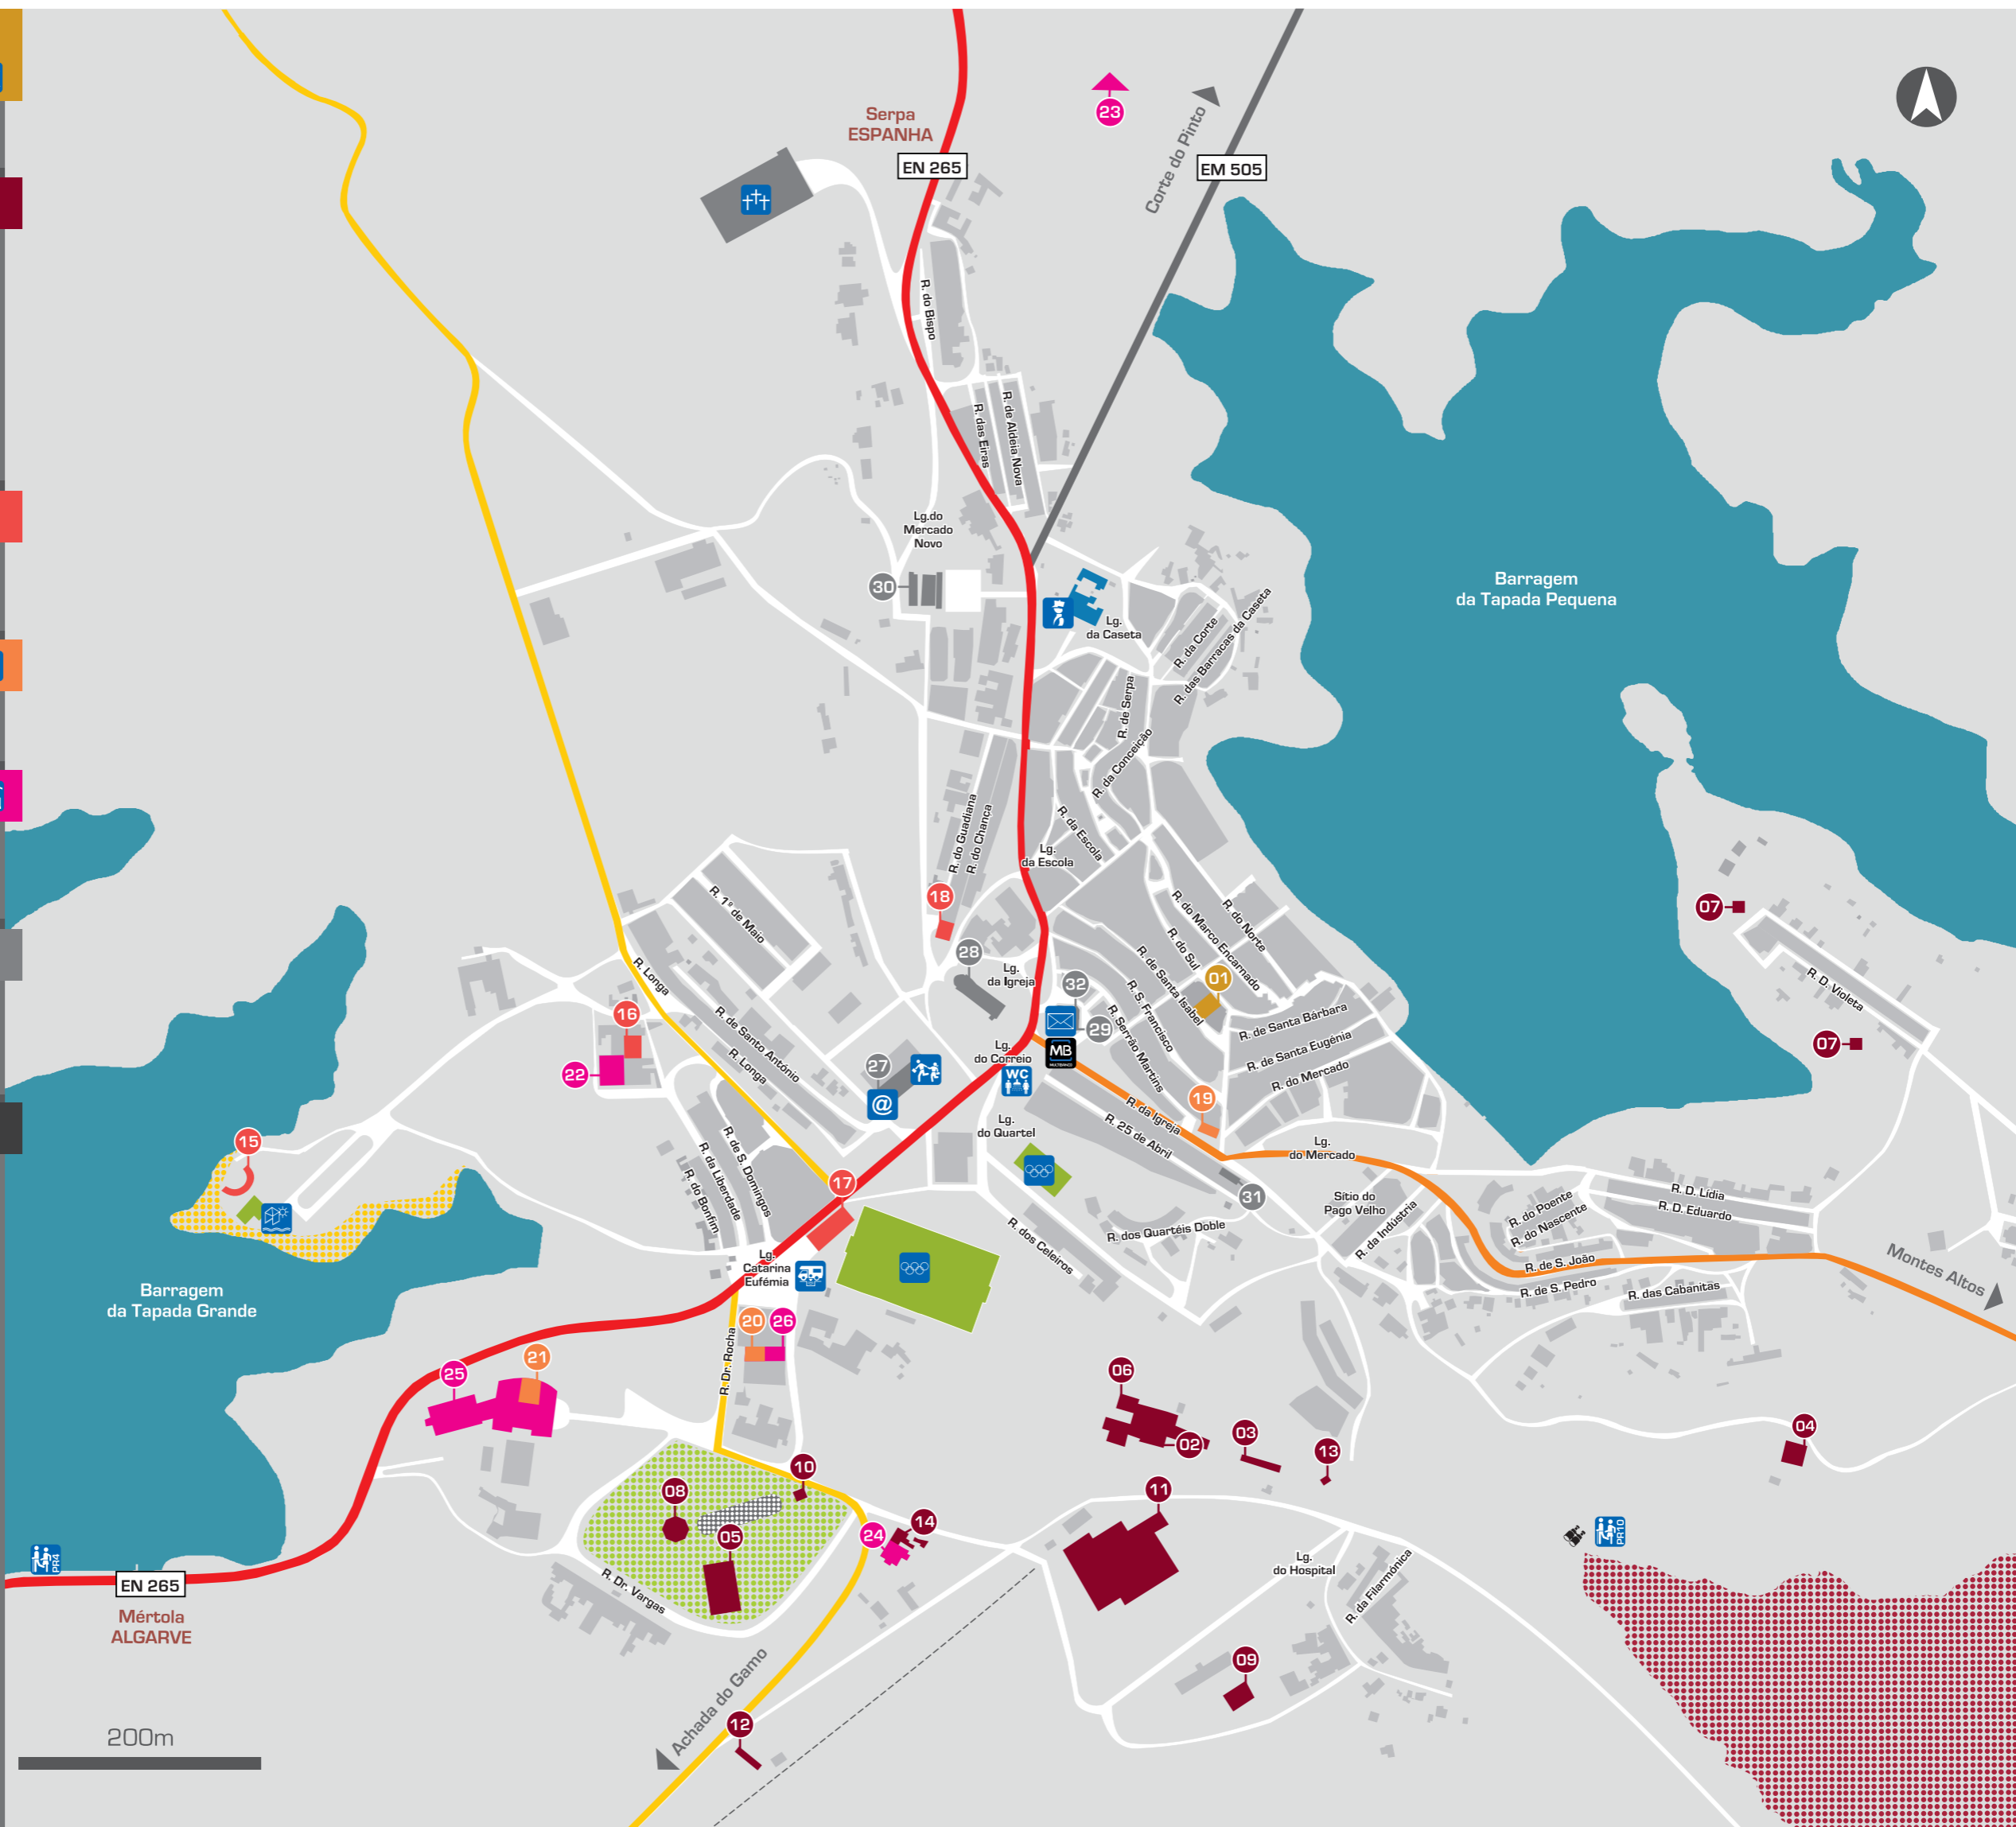 23
Serpa
ESPANHA
EN 265
Corte do Pinto
EM 505
R. do Bispo
R. das Eiras
R. de Aldeia Nova
Lg.do
Mercado
Novo
30
Lg.
da Caseta
R. da Corte
R. das Barracas da Caseta
Barragem
da Tapada Pequena
R. de Serpa
R. da Conceição
R. do Guadiana
R. do Chança
R. da Escola
Lg.
da Escola
18
R. 1º de Maio
R. do Marco Encarnado
R. do Norte
R. do Sul
07
28
R. Longa
Lg.
da Igreja
32
R. de Santa Isabel
01
R. D. Violeta
16
R. S. Francisco
29
R. Serrão Martins
R. de Santa Bárbara
R. de Santo António
R. Longa
Lg.
do Correio
MB
MULTIBANCO
R. de Santa Eugénia
07
22
27
@
WC
R. do Mercado
19
R. da Igreja
15
R. de S. Domingos
R. da Liberdade
R. do Bonfim
Lg.
do Quartel
R. 25 de Abril
Lg.
do Mercado
17
31
Sítio do
Pago Velho
R. da Indústria
R. do Poente
R. do Nascente
R. D. Lídia
R. D. Eduardo
R. dos Celeiros
R. dos Quartéis Doble
Lg.
Catarina
Eufémia
Barragem
da Tapada Grande
R. de S. João
R. de S. Pedro
R. das Cabanitas
Montes Altos
20
26
R. Dr. Rocha
21
25
06
02
03
13
04
10
08
05
11
14
24
PR4
PR10
EN 265
Mértola
ALGARVE
R. Dr. Vargas
Lg.
do Hospital
R. da Filarmónica
09
Achada do Gamo
12
200m